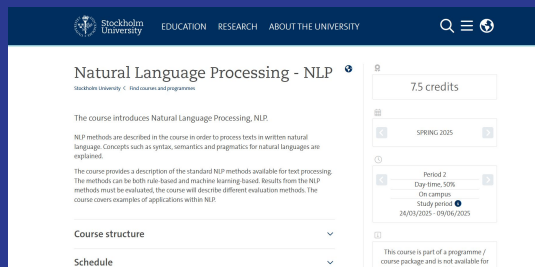 Stockholm
University
EDUCATION RESEARCH ABOUT THE UNIVERSITY
Natural Language Processing - NLP
Stockholm University < Find courses and programmes
The course introduces Natural Language Processing, NLP.
NLP methods are described in the course in order to process texts in written natural
language. Concepts such as syntax, semantics and pragmatics for natural languages are
explained.
The course provides a description of the standard NLP methods available for text processing.
The methods can be both rule-based and machine learning-based. Results from the NLP
methods must be evaluated, the course will describe different evaluation methods. The
course covers examples of applications within NLP.
Course structure
Schedule
7.5 credits
SPRING 2025
Period 2
Day-time, 50%
On campus
Study period
24/03/2025 - 09/06/2025
This course is part of a programme /
course package and is not available for